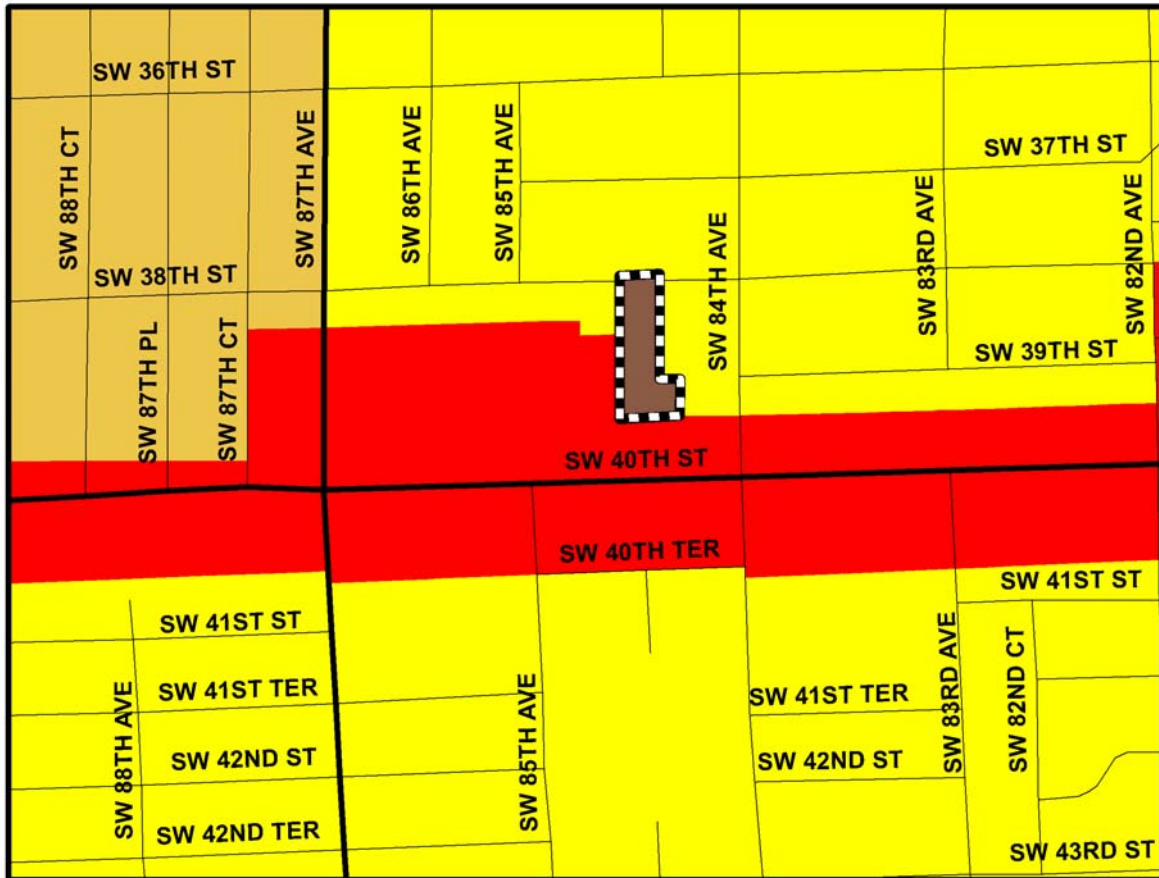 SW 36TH ST
SW 88TH CT
SW 87TH AVE
SW 86TH AVE
SW 85TH AVE
SW 37TH ST
SW 84TH AVE
SW 83RD AVE
SW 82ND AVE
SW 38TH ST
SW 87TH PL
SW 87TH CT
SW 39TH ST
SW 40TH ST
SW 40TH TER
SW 41ST ST
SW 41ST ST
SW 88TH AVE
SW 41ST TER
SW 85TH AVE
SW 41ST TER
SW 83RD AVE
SW 82ND CT
SW 42ND ST
SW 42ND ST
SW 42ND TER
SW 43RD ST